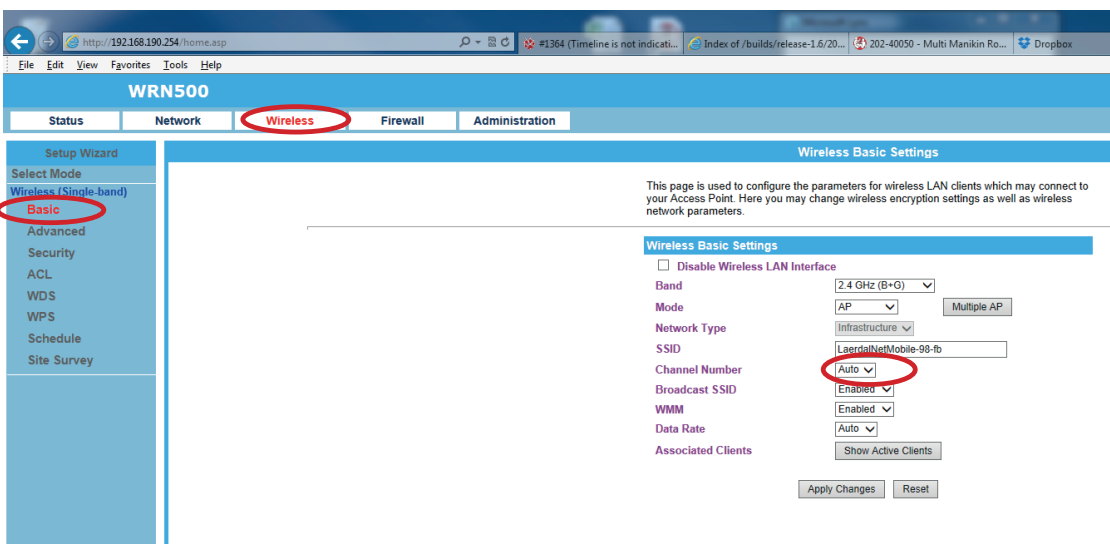 http://192.168.190.254/home.asp
#1364 (Timeline is not indicati...
Index of /builds/release-1.6/20...
202-40050 - Multi Manikin Ro...
Dropbox
File Edit View Favorites Tools Help
WRN500
Status Network Wireless Firewall Administration
Setup Wizard
Wireless Basic Settings
Select Mode
Wireless (Single-band)
Basic
Advanced
Security
ACL
WDS
WPS
Schedule
Site Survey
This page is used to configure the parameters for wireless LAN clients which may connect to
your Access Point. Here you may change wireless encryption settings as well as wireless
network parameters.
Wireless Basic Settings
Disable Wireless LAN Interface
Band 2.4 GHz (B+G)
Mode AP Multiple AP
Network Type Infrastructure
SSID LaerdalNetMobile-98-fb
Channel Number Auto
Broadcast SSID Enabled
WMM Enabled
Data Rate Auto
Associated Clients Show Active Clients
Apply Changes Reset